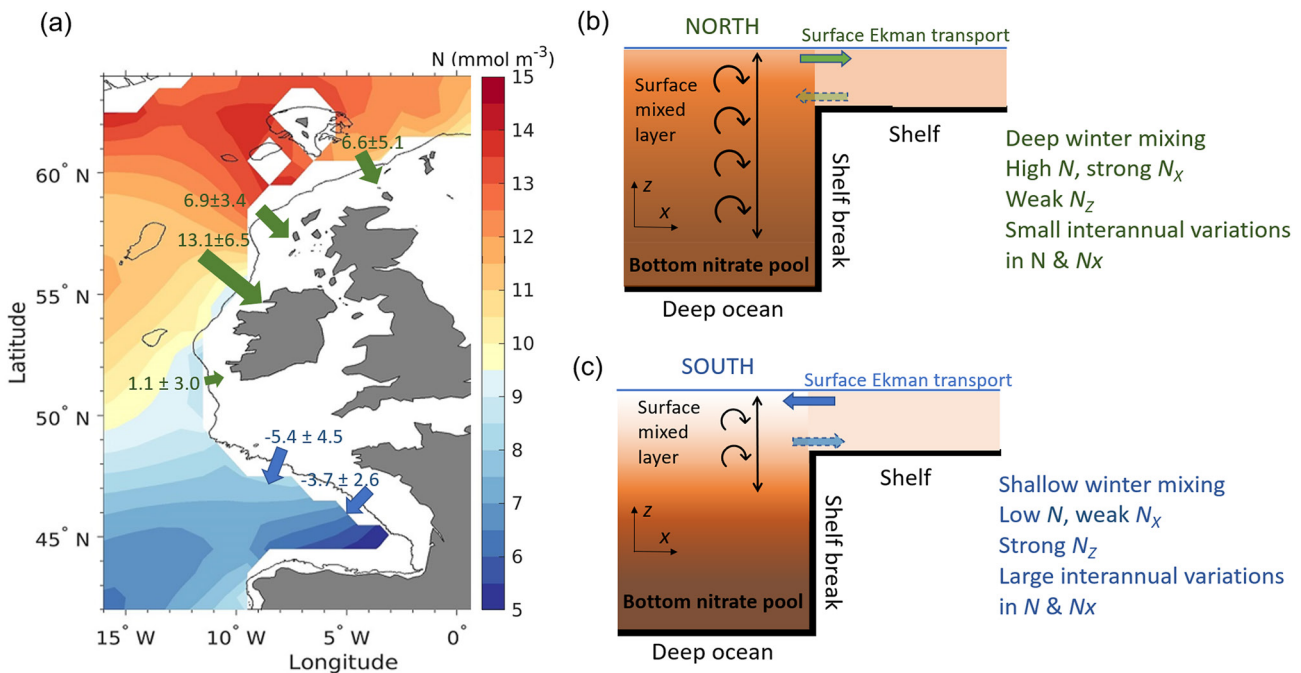 (a)
N (mmol m⁻³)
15
14
13
12
11
10
9
8
7
6
5
60° N
55° N
50° N
45° N
Latitude
15° W
10° W
5° W
0°
Longitude
6.6±5.1
6.9±3.4
13.1±6.5
1.1 ± 3.0
-5.4 ± 4.5
-3.7 ± 2.6
(b)
NORTH
Surface Ekman transport
Surface
mixed
layer
z
x
Bottom nitrate pool
Deep ocean
Shelf break
Shelf
Deep winter mixing
High N, strong Nₓ
Weak N_Z
Small interannual variations
in N & Nx
(c)
SOUTH
Surface Ekman transport
Surface
mixed
layer
z
x
Bottom nitrate pool
Deep ocean
Shelf break
Shelf
Shallow winter mixing
Low N, weak Nₓ
Strong N_Z
Large interannual variations
in N & Nx